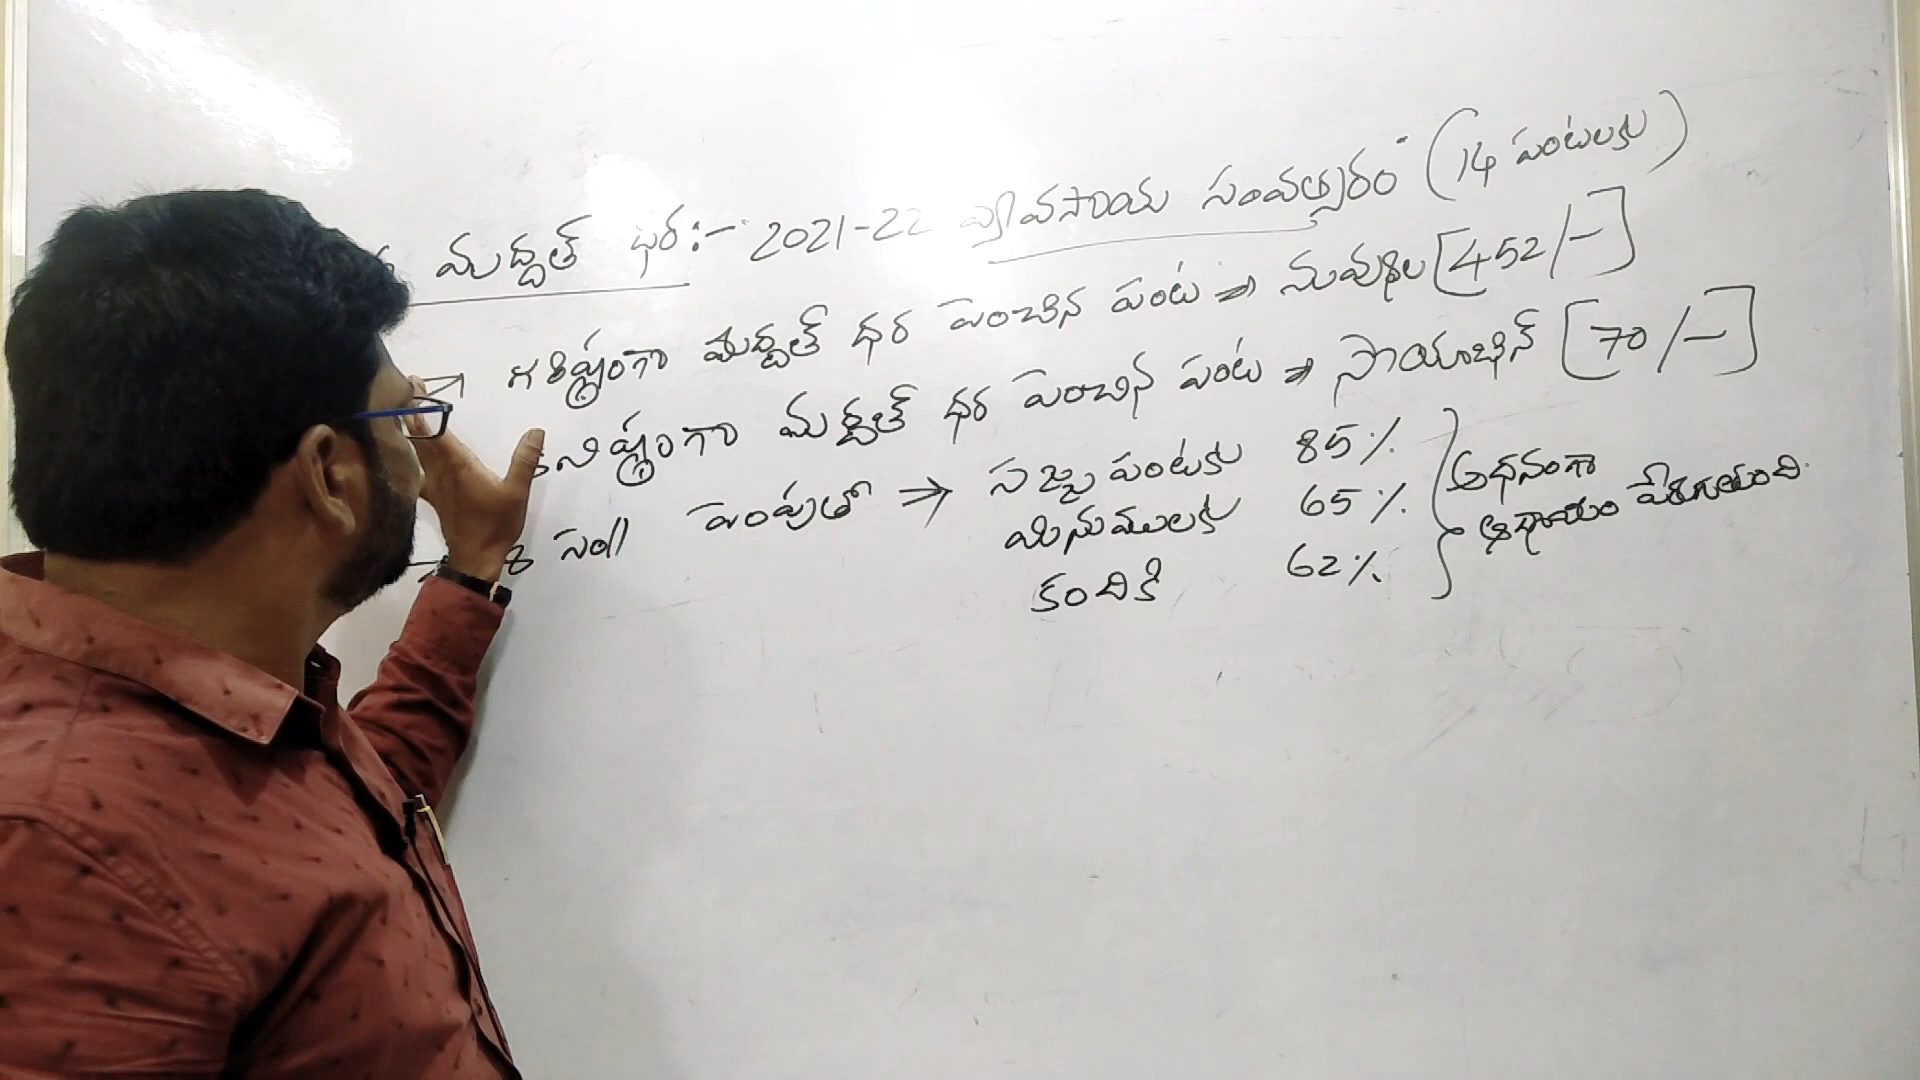 మద్దత్ ధర:- 2021-22 వ్యవసాయ సంవత్సరం (14 పంటలకు)
→ గరిష్ఠంగా మద్దత్ ధర పెంచిన పంట → నువ్వుల [452/-]
కనిష్ఠంగా మద్దత్ ధర పెంచిన పంట → సోయాబీన్ [70/-]
→ ఈ సం॥ పెంపుతో → సజ్జ పంటకు 85%
మినుములకు 65%
కందికి 62%
అధనంగా
ఆధాయం పెరుగుతుంది.